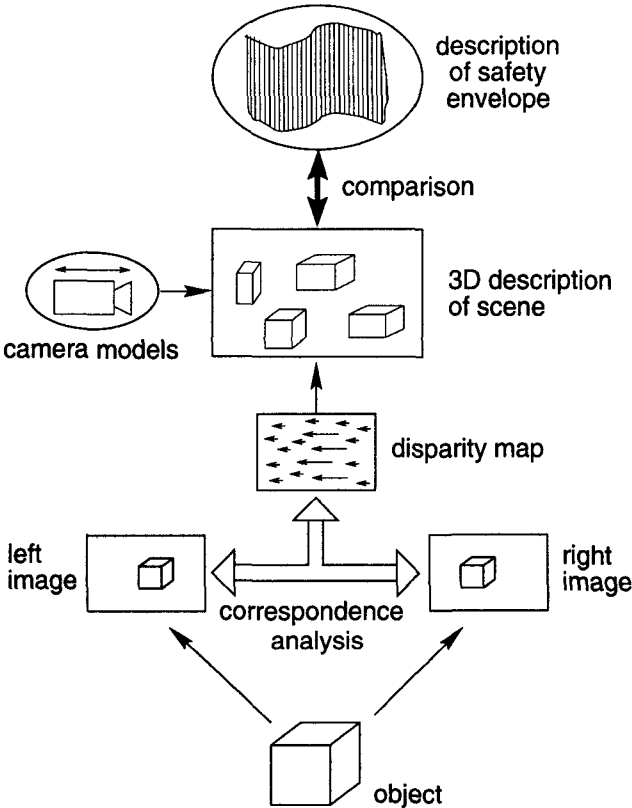 description
of safety
envelope
comparison
3D description
of scene
camera models
disparity map
left
image
right
image
correspondence
analysis
object